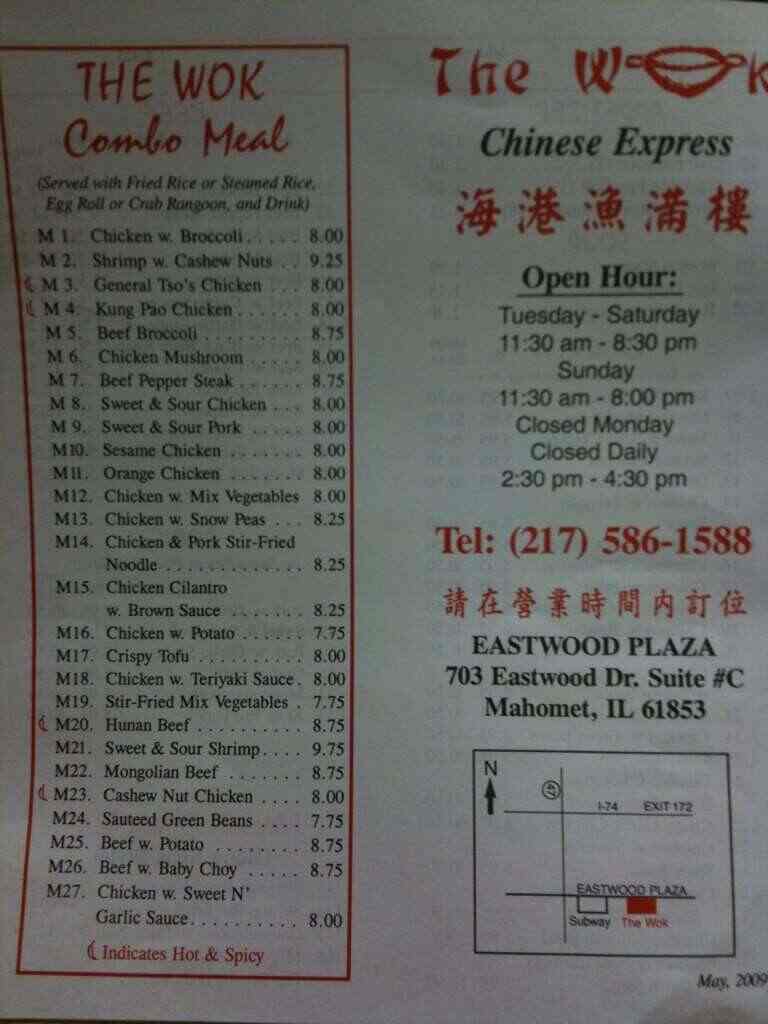 THE WOK
Combo Meal
(Served with Fried Rice or Steamed Rice,
Egg Roll or Crab Rangoon, and Drink)
M 1. Chicken w. Broccoli..... 8.00
M 2. Shrimp w. Cashew Nuts .. 9.25
M 3. General Tso's Chicken .... 8.00
M 4. Kung Pao Chicken ....... 8.00
M 5. Beef Broccoli ........... 8.75
M 6. Chicken Mushroom ...... 8.00
M 7. Beef Pepper Steak ....... 8.75
M 8. Sweet & Sour Chicken ... 8.00
M 9. Sweet & Sour Pork ..... 8.00
M10. Sesame Chicken ....... 8.00
M11. Orange Chicken ....... 8.00
M12. Chicken w. Mix Vegetables 8.00
M13. Chicken w. Snow Peas ... 8.25
M14. Chicken & Pork Stir-Fried
Noodle .............. 8.25
M15. Chicken Cilantro
w. Brown Sauce ....... 8.25
M16. Chicken w. Potato ...... 7.75
M17. Crispy Tofu .......... 8.00
M18. Chicken w. Teriyaki Sauce. 8.00
M19. Stir-Fried Mix Vegetables . 7.75
M20. Hunan Beef .......... 8.75
M21. Sweet & Sour Shrimp.... 9.75
M22. Mongolian Beef ....... 8.75
M23. Cashew Nut Chicken .... 8.00
M24. Sauteed Green Beans .... 7.75
M25. Beef w. Potato ........ 8.75
M26. Beef w. Baby Choy ..... 8.75
M27. Chicken w. Sweet N'
Garlic Sauce........... 8.00
Indicates Hot & Spicy
The Wok
Chinese Express
海港漁滿樓
Open Hour:
Tuesday - Saturday
11:30 am - 8:30 pm
Sunday
11:30 am - 8:00 pm
Closed Monday
Closed Daily
2:30 pm - 4:30 pm
Tel: (217) 586-1588
請在營業時間內訂位
EASTWOOD PLAZA
703 Eastwood Dr. Suite #C
Mahomet, IL 61853
N
47
I-74 EXIT 172
EASTWOOD PLAZA
Subway The Wok
May, 2009